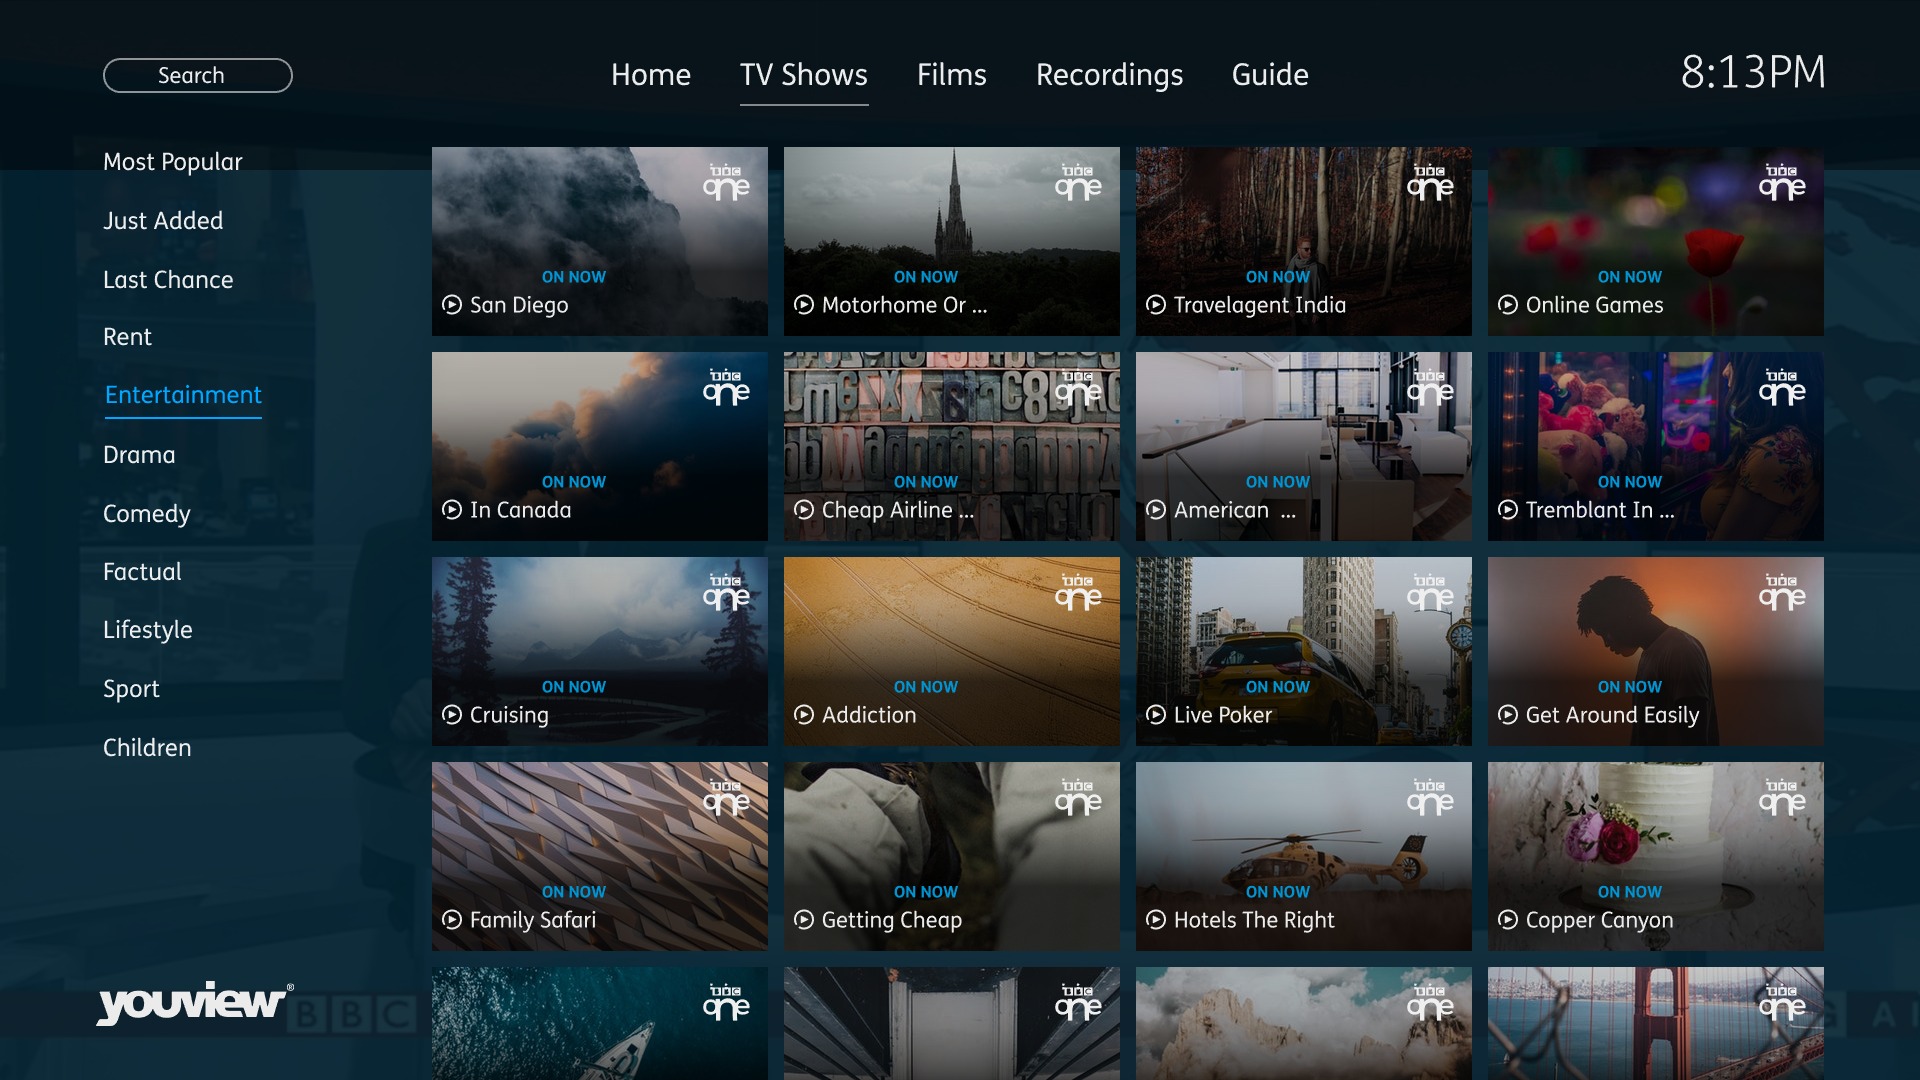 Search
Home
TV Shows
Films
Recordings
Guide
8:13PM
Most Popular
Just Added
Last Chance
Rent
Entertainment
Drama
Comedy
Factual
Lifestyle
Sport
Children
BBC one
ON NOW
San Diego
BBC one
ON NOW
Motorhome Or ...
BBC one
ON NOW
Travelagent India
BBC one
ON NOW
Online Games
BBC one
ON NOW
In Canada
BBC one
ON NOW
Cheap Airline ...
BBC one
ON NOW
American ...
BBC one
ON NOW
Tremblant In ...
BBC one
ON NOW
Cruising
BBC one
ON NOW
Addiction
BBC one
ON NOW
Live Poker
BBC one
ON NOW
Get Around Easily
BBC one
ON NOW
Family Safari
BBC one
ON NOW
Getting Cheap
BBC one
ON NOW
Hotels The Right
BBC one
ON NOW
Copper Canyon
BBC one
BBC one
BBC one
BBC one
youview®
BBC